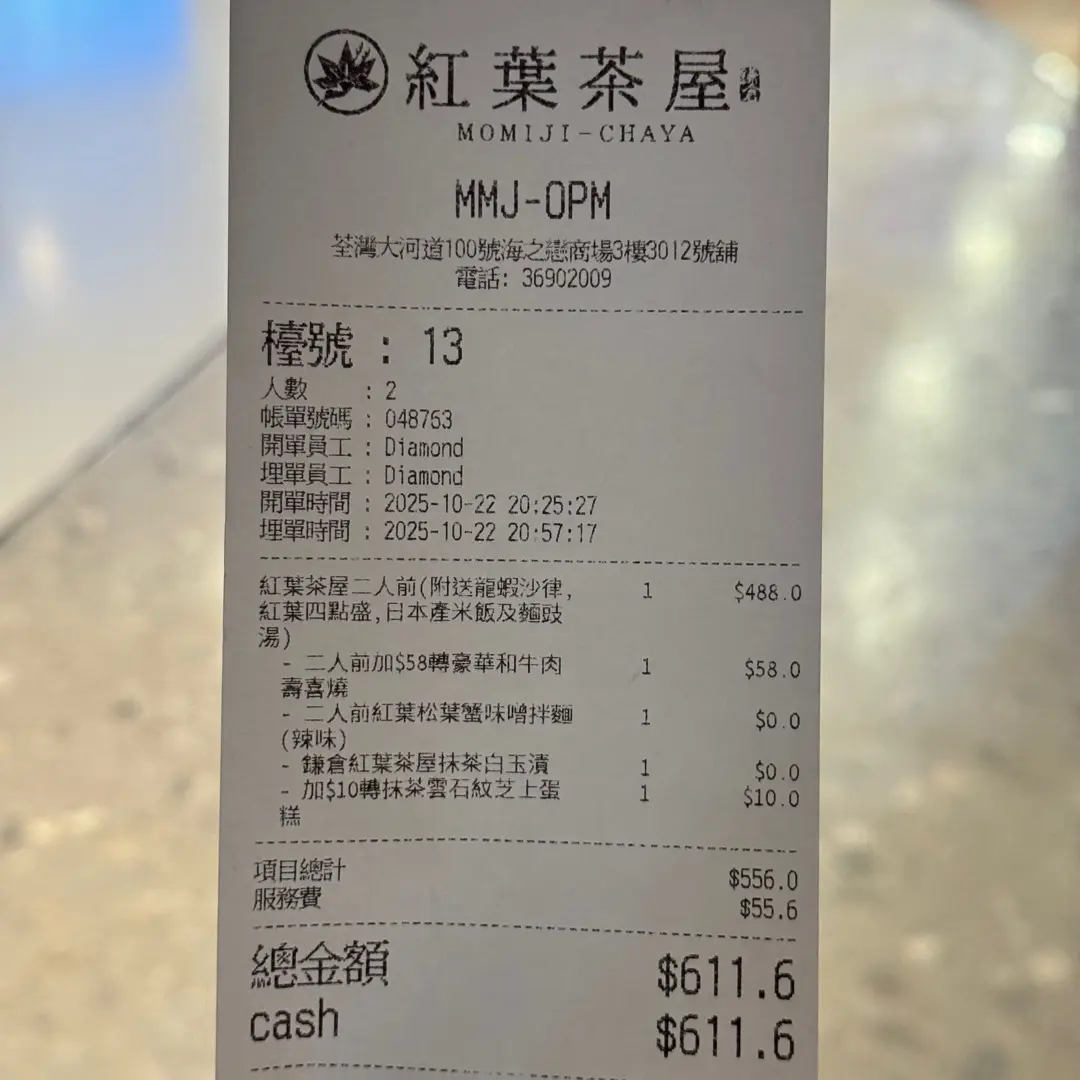 紅葉茶屋
MOMIJI-CHAYA
MMJ-OPM
荃灣大河道100號海之戀商場3樓3012號舖
電話: 36902009
檯號 : 13
人數 : 2
帳單號碼 : 048753
開單員工 : Diamond
埋單員工 : Diamond
開單時間 : 2025-10-22 20:25:27
埋單時間 : 2025-10-22 20:57:17
紅葉茶屋二人前(附送龍蝦沙律, 1 $488.0
紅葉四點盛,日本產米飯及麵豉
湯)
- 二人前加$58轉豪華和牛肉 1 $58.0
壽喜燒
- 二人前紅葉松葉蟹味噌拌麵 1 $0.0
(辣味)
- 鎌倉紅葉茶屋抹茶白玉漬 1 $0.0
- 加$10轉抹茶雲石紋芝士蛋 1 $10.0
糕
項目總計 $556.0
服務費 $55.6
總金額 $611.6
cash $611.6